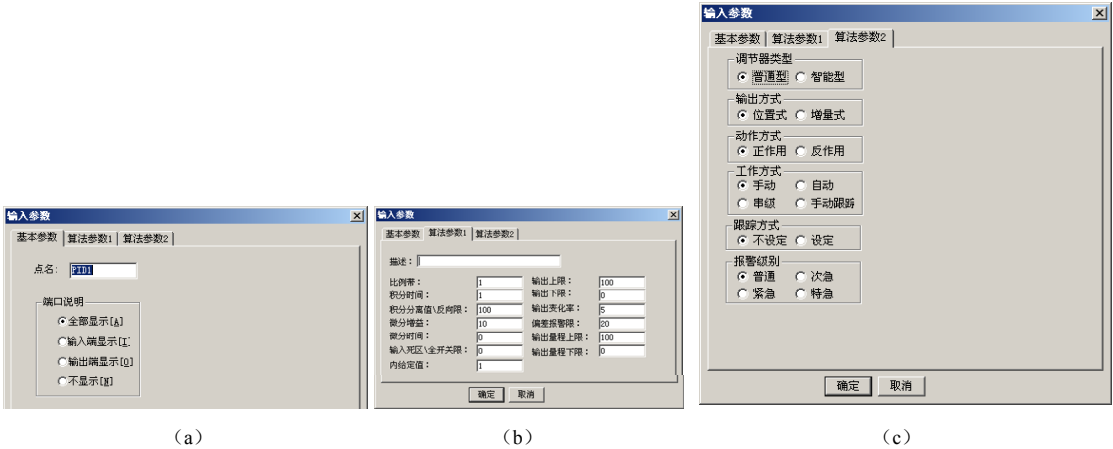 输入参数
基本参数 算法参数1 算法参数2
点名： PID1
端口说明
全部显示[A]
输入端显示[I]
输出端显示[O]
不显示[N]
(a)
输入参数
基本参数 算法参数1 算法参数2
描述：
比例带： 1 输出上限： 100
积分时间： 1 输出下限： 0
积分分离值\反向限： 100 输出变化率： 5
微分增益： 10 偏差报警限： 20
微分时间： 0 输出量程上限： 100
输入死区\全开关限： 0 输出量程下限： 0
内给定值： 1
确定 取消
(b)
输入参数
基本参数 算法参数1 算法参数2
调节器类型
普通型 智能型
输出方式
位置式 增量式
动作方式
正作用 反作用
工作方式
手动 自动
串级 手动跟踪
跟踪方式
不设定 设定
报警级别
普通 次急
紧急 特急
确定 取消
(c)